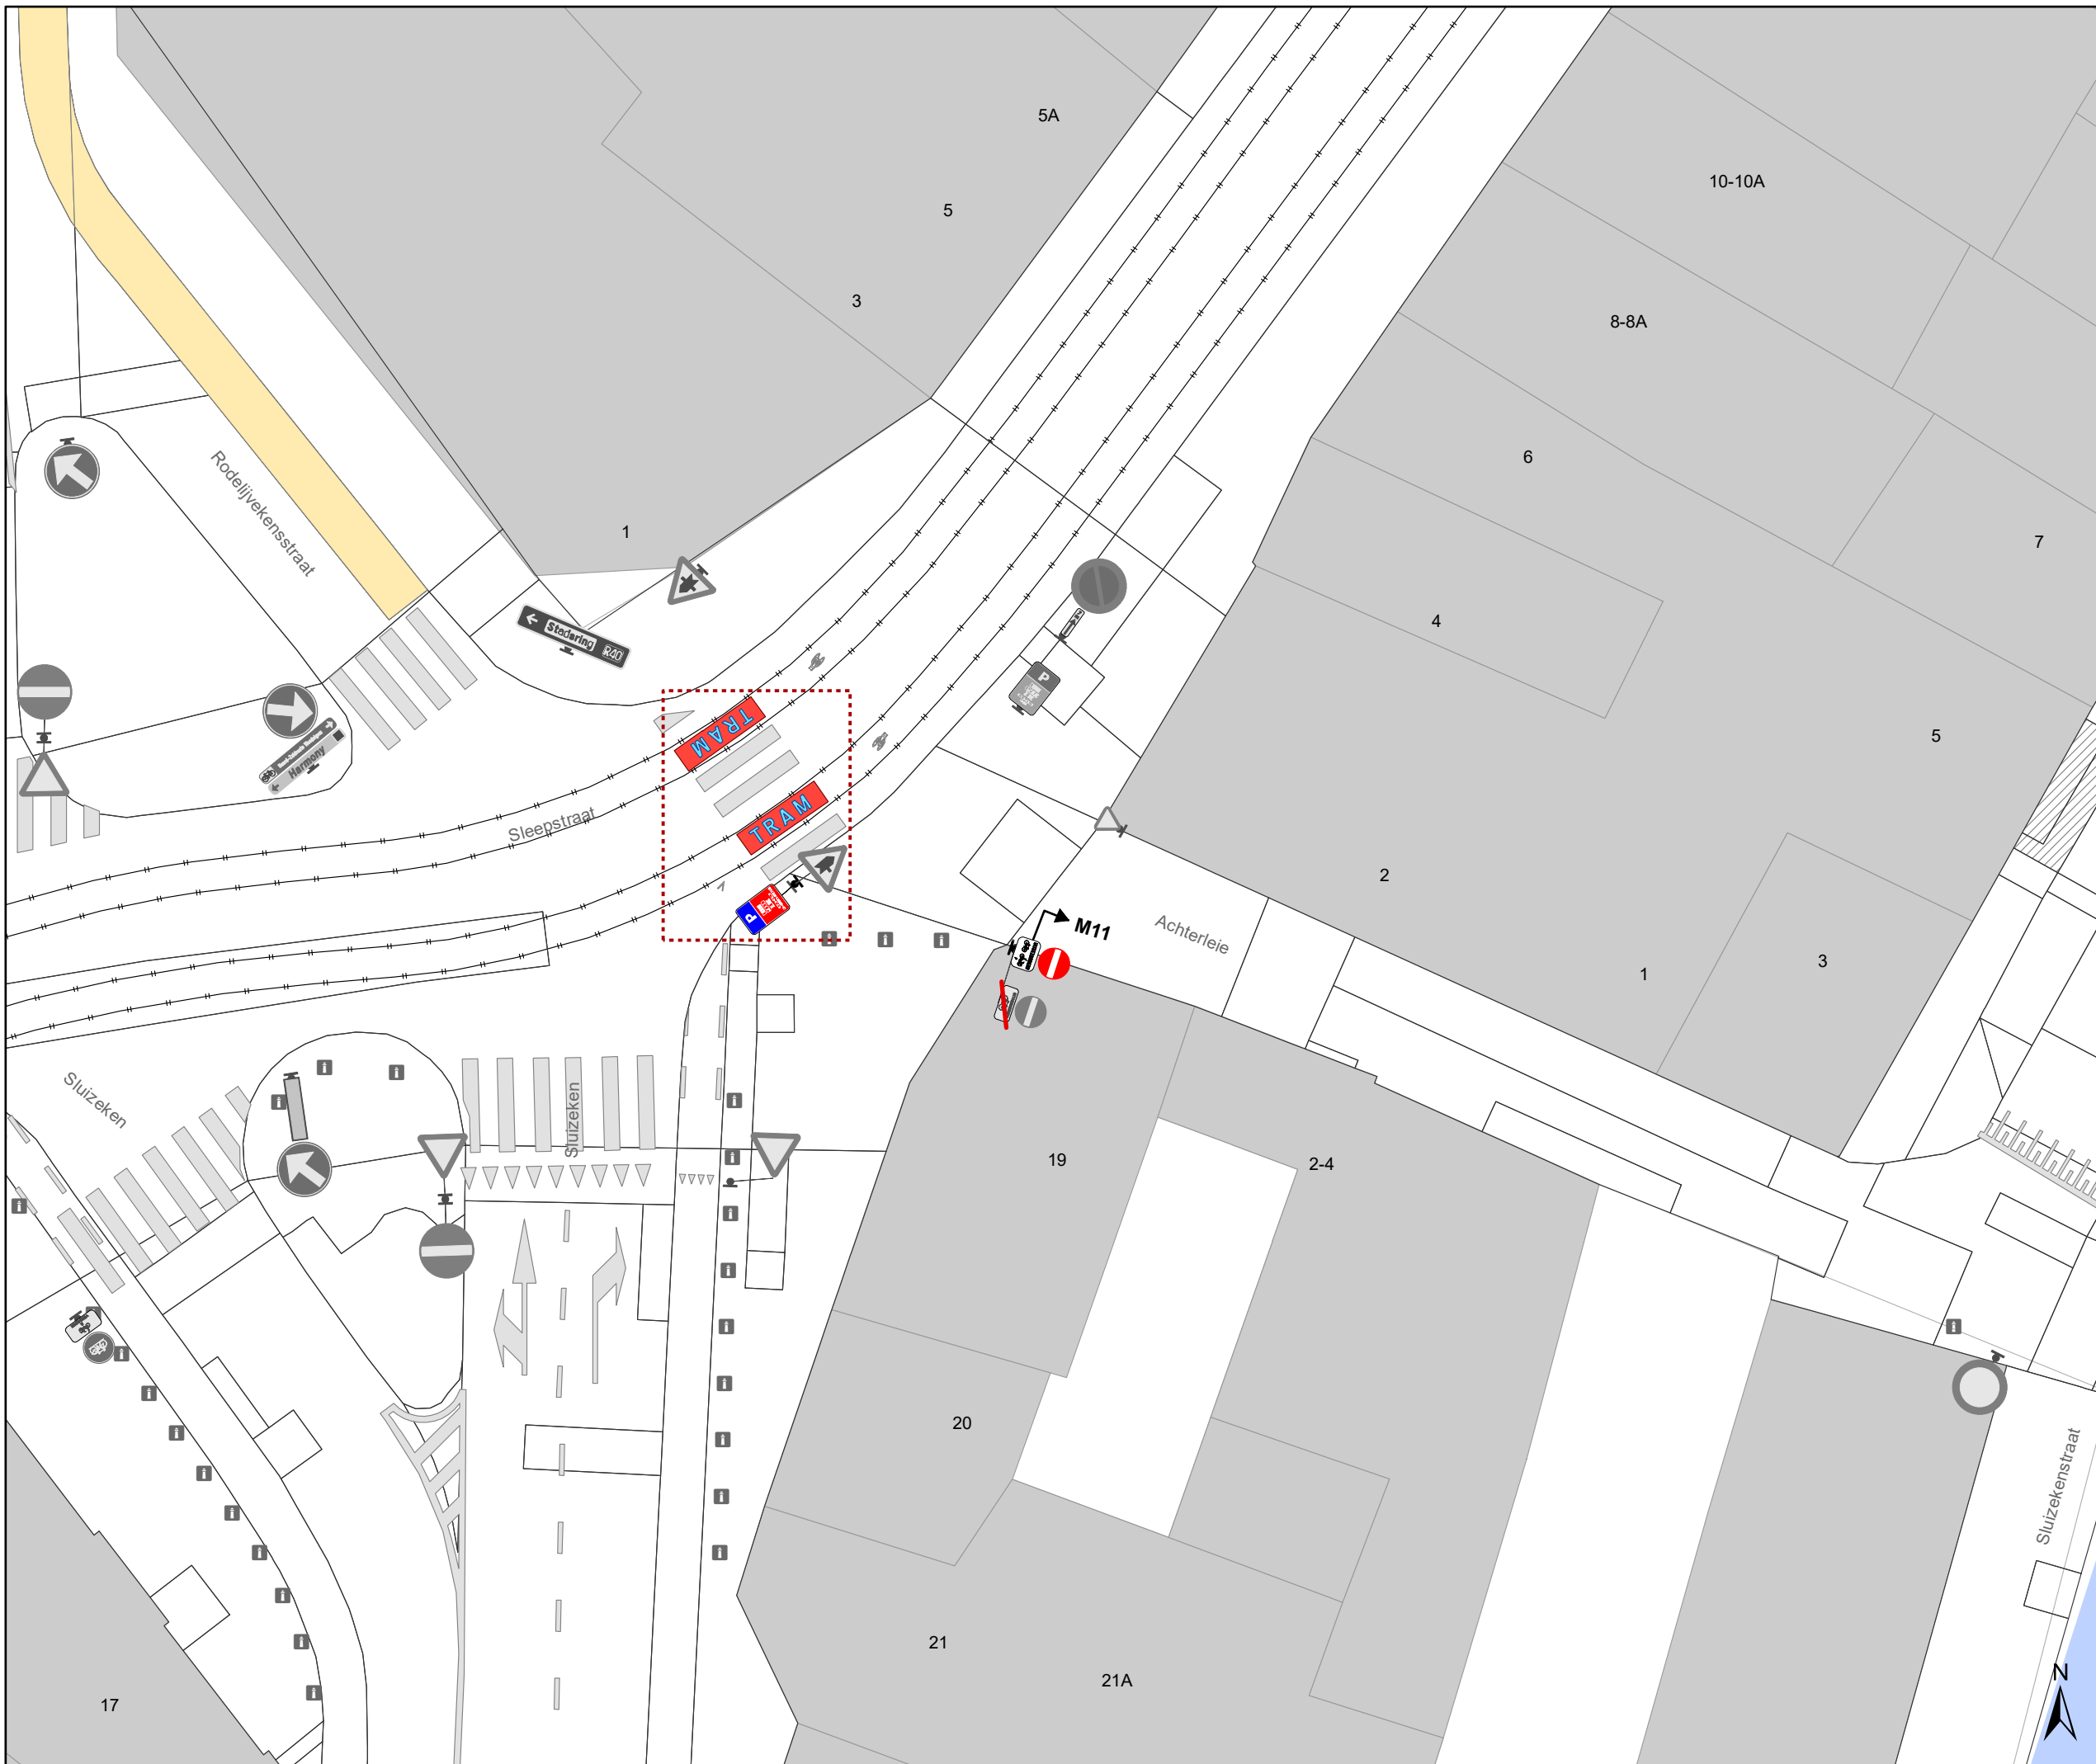 5A
10-10A
5
3
8-8A
6
Rodelijvekensstraat
1
7
4
Stadsring
R40
P
TRAM
5
Harmony
TRAM
Sleepstraat
2
P
M11
Achterleie
3
1
Sluizeken
Sluizeken
19
2-4
20
Sluizekenstraat
21
21A
N
17